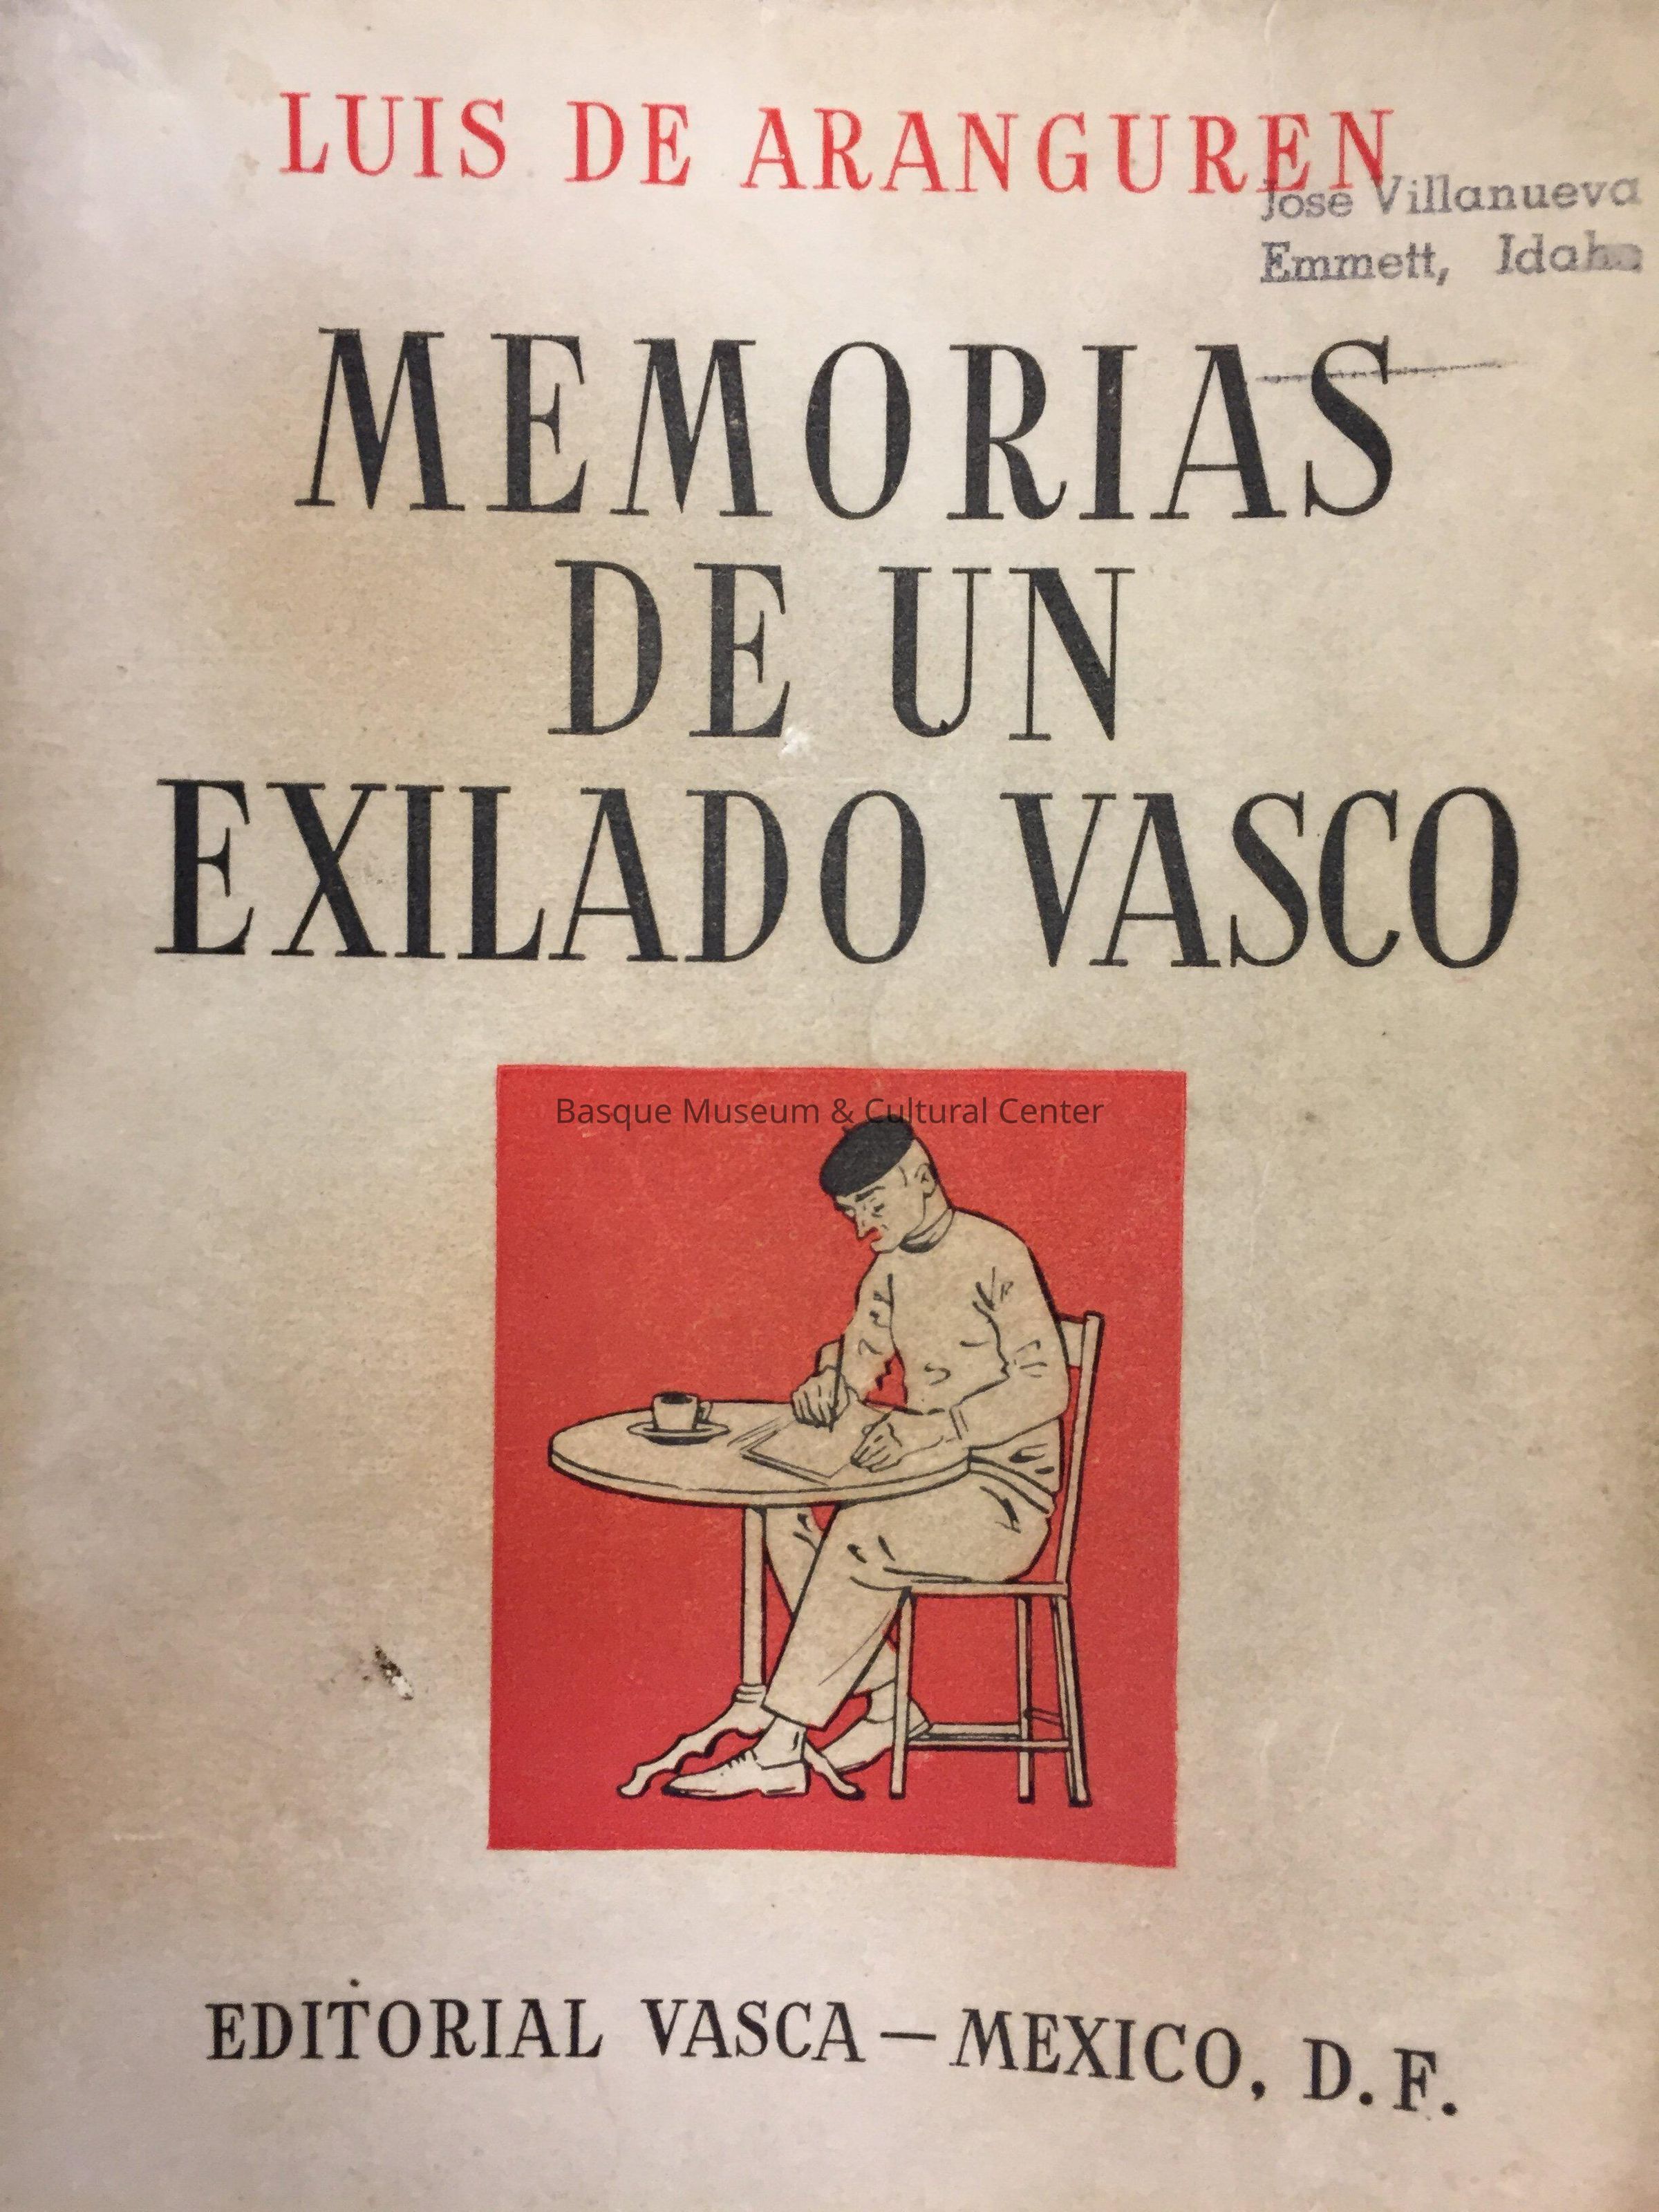 LUIS DE ARANGUREN
Jose Villanueva
Emmett, Idaho
MEMORIAS
DE UN
EXILADO VASCO
Basque Museum & Cultural Center
EDITORIAL VASCA — MEXICO, D. F.